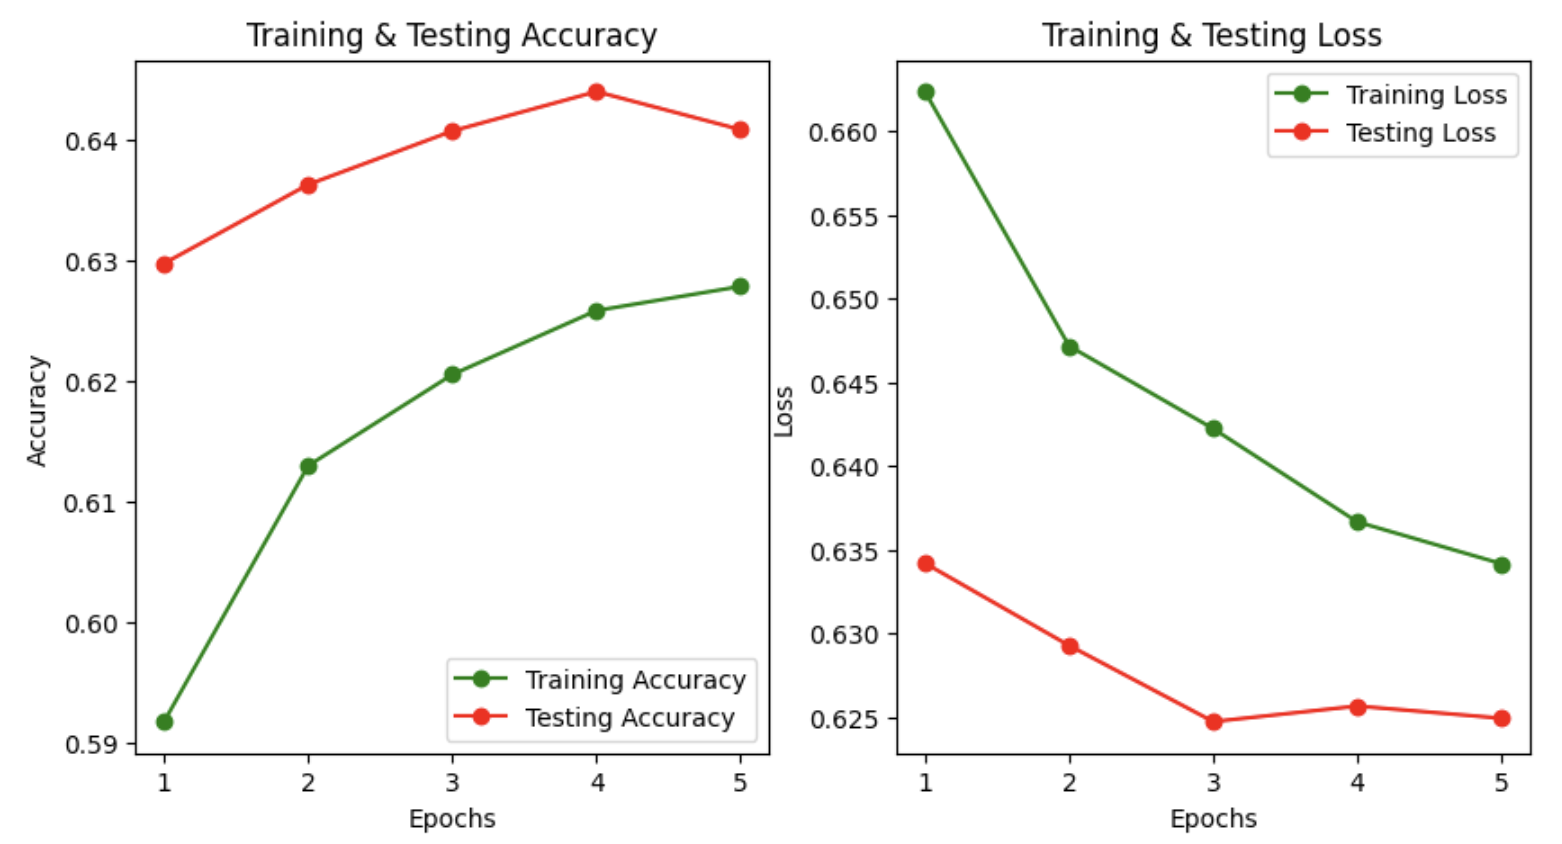 Training & Testing Accuracy
Accuracy
0.64
0.63
0.62
0.61
0.60
0.59
Training Accuracy
Testing Accuracy
1 2 3 4 5
Epochs
Training & Testing Loss
Loss
0.660
0.655
0.650
0.645
0.640
0.635
0.630
0.625
Training Loss
Testing Loss
1 2 3 4 5
Epochs